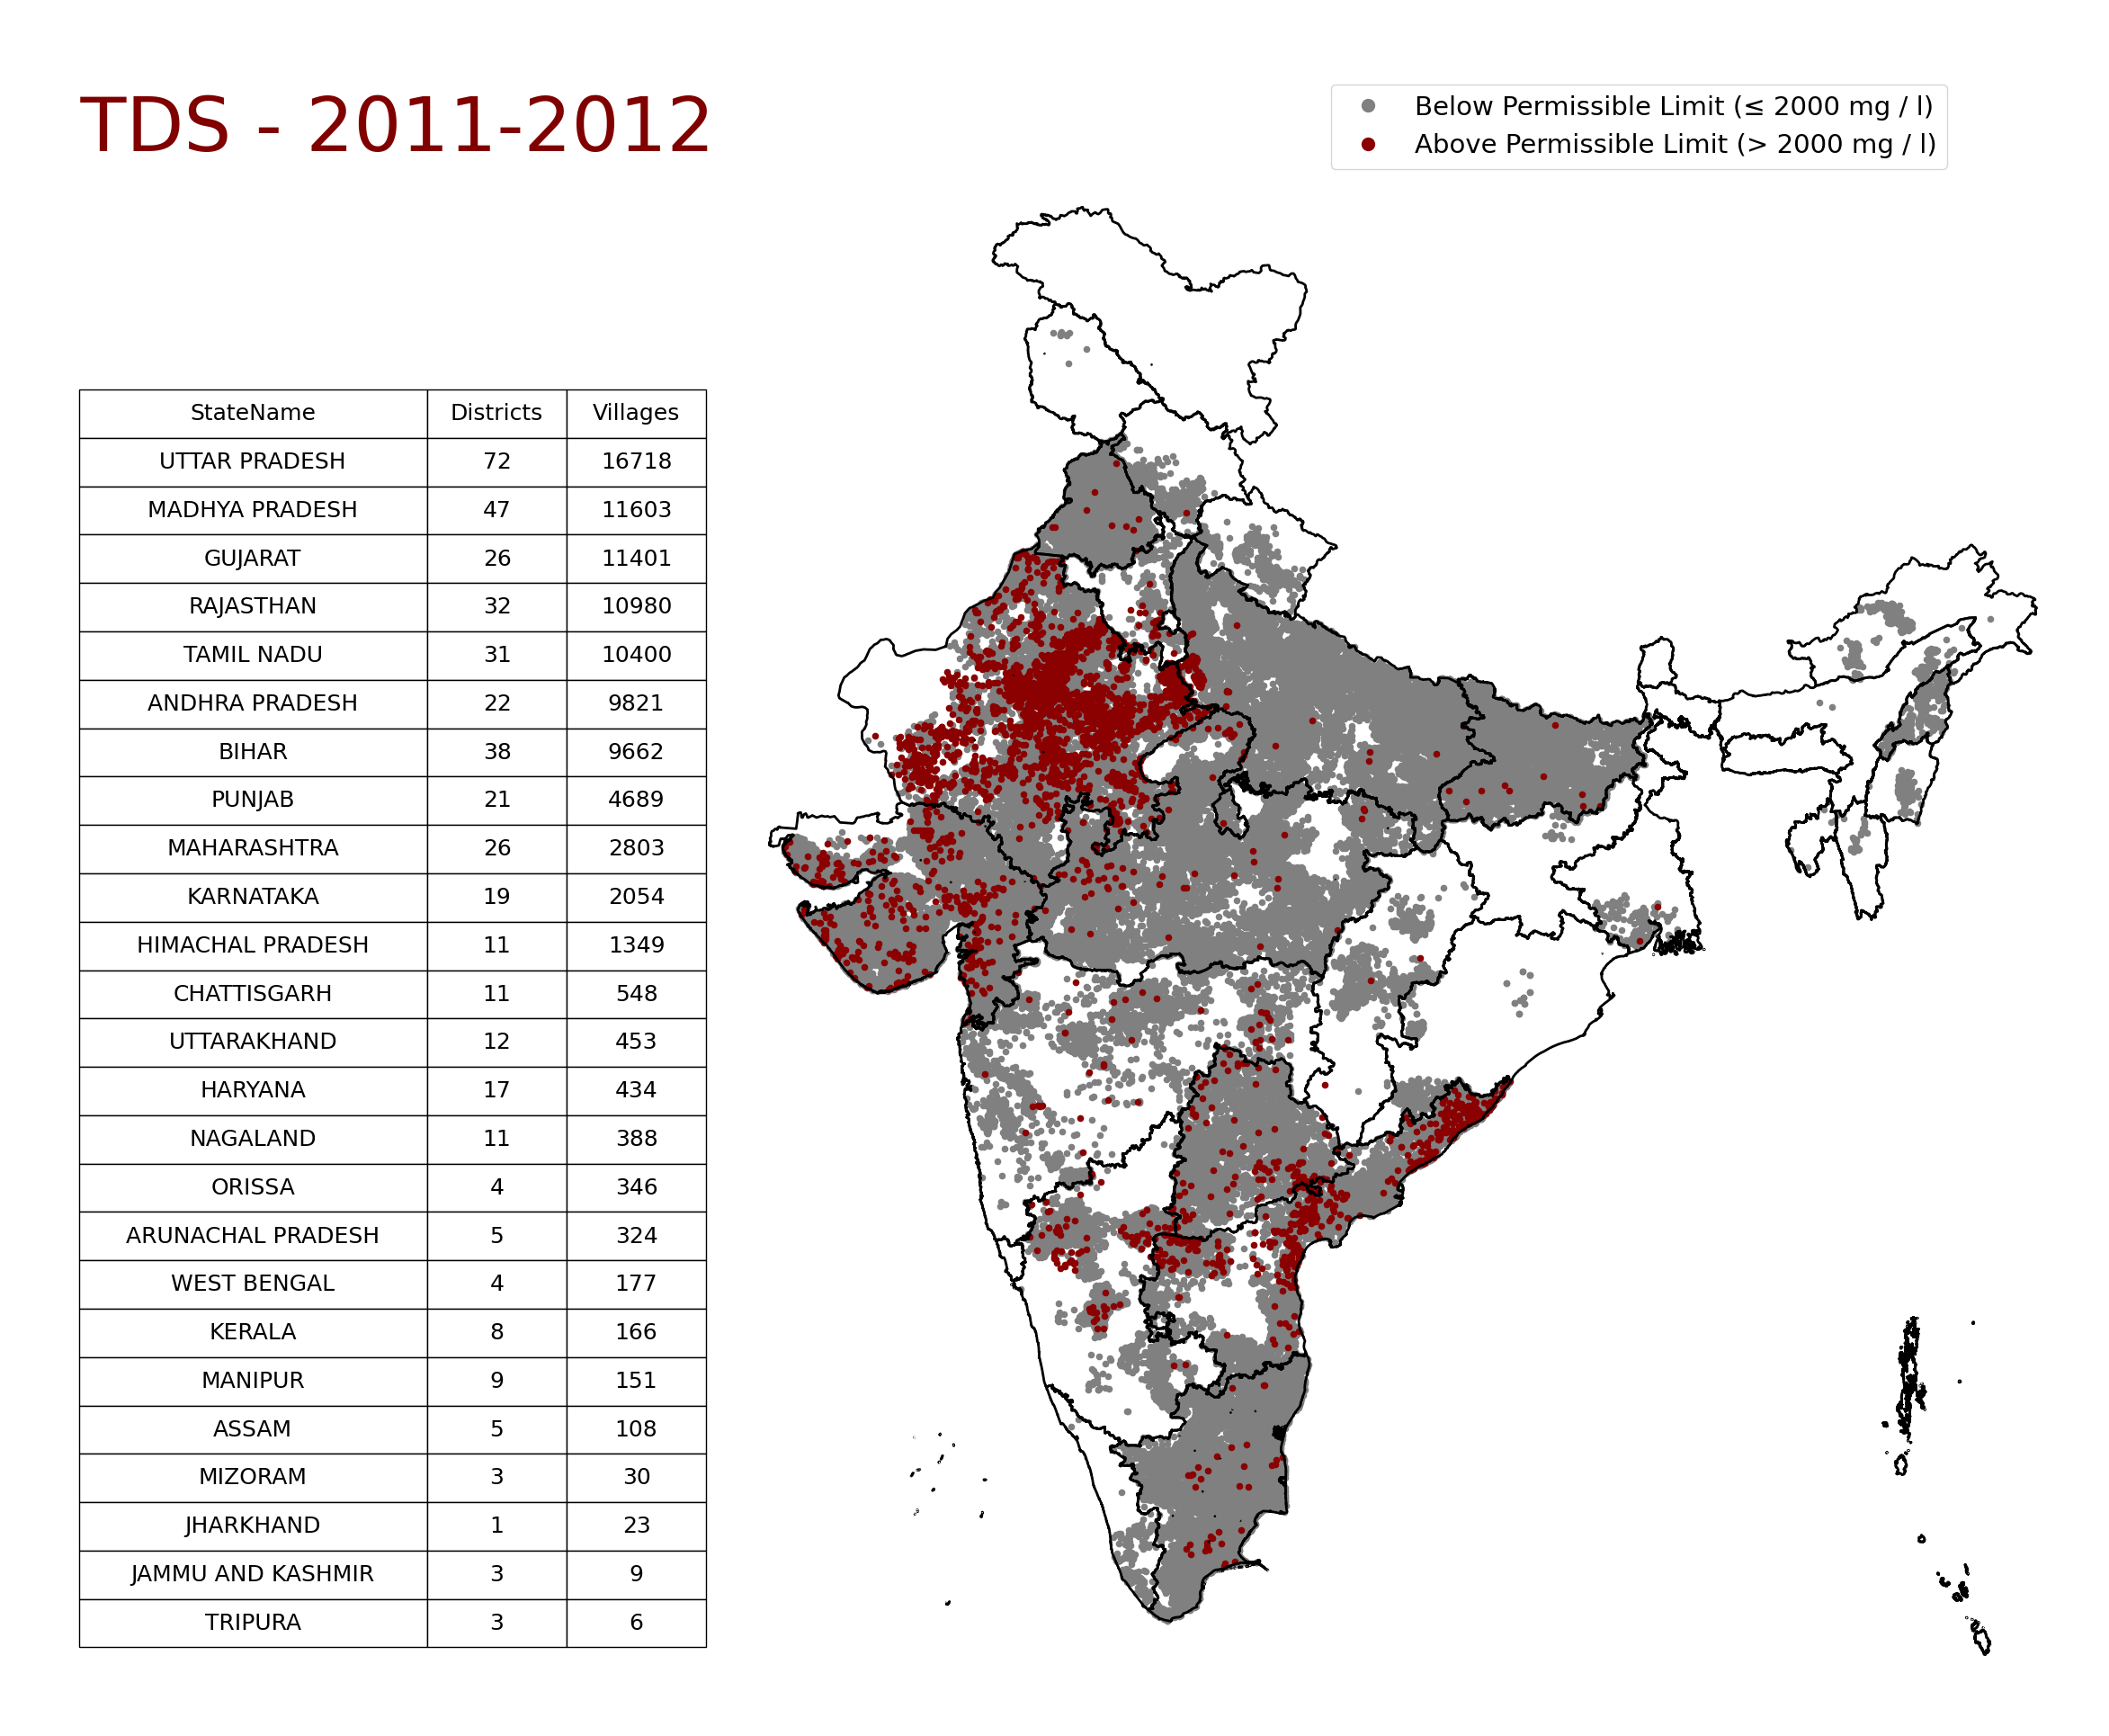 TDS - 2011-2012
Below Permissible Limit (≤ 2000 mg / l)
Above Permissible Limit (> 2000 mg / l)
StateName Districts Villages
UTTAR PRADESH 72 16718
MADHYA PRADESH 47 11603
GUJARAT 26 11401
RAJASTHAN 32 10980
TAMIL NADU 31 10400
ANDHRA PRADESH 22 9821
BIHAR 38 9662
PUNJAB 21 4689
MAHARASHTRA 26 2803
KARNATAKA 19 2054
HIMACHAL PRADESH 11 1349
CHATTISGARH 11 548
UTTARAKHAND 12 453
HARYANA 17 434
NAGALAND 11 388
ORISSA 4 346
ARUNACHAL PRADESH 5 324
WEST BENGAL 4 177
KERALA 8 166
MANIPUR 9 151
ASSAM 5 108
MIZORAM 3 30
JHARKHAND 1 23
JAMMU AND KASHMIR 3 9
TRIPURA 3 6